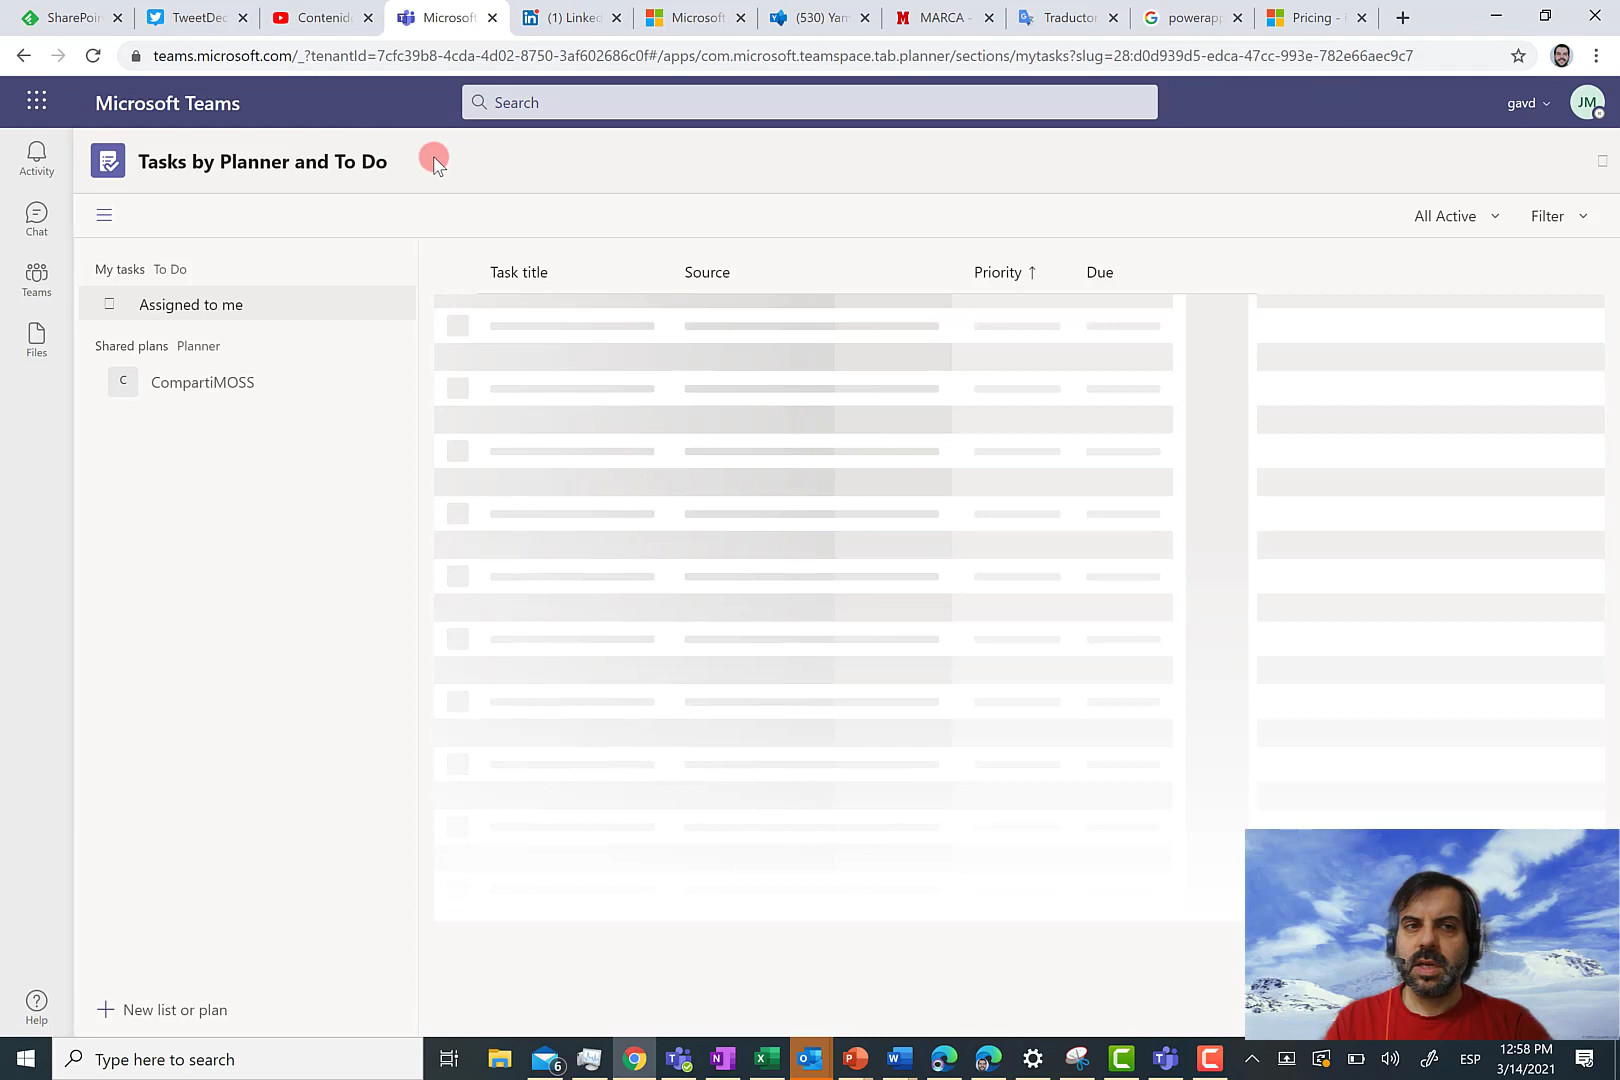 SharePoin
TweetDec
Contenido
Microsoft
(1) Linked
Microsoft
(530) Yam
MARCA -
Traductor
powerapp
Pricing -
teams.microsoft.com/_?tenantId=7cfc39b8-4cda-4d02-8750-3af602686c0f#/apps/com.microsoft.teamspace.tab.planner/sections/mytasks?slug=28:d0d939d5-edca-47cc-993e-782e66aec9c7
Microsoft Teams
Search
gavd
JM
Activity
Chat
Teams
Files
Help
Tasks by Planner and To Do
All Active
Filter
My tasks To Do
Assigned to me
Shared plans Planner
C CompartiMOSS
New list or plan
Task title Source Priority ↑ Due
Type here to search
6
ESP
12:58 PM
3/14/2021